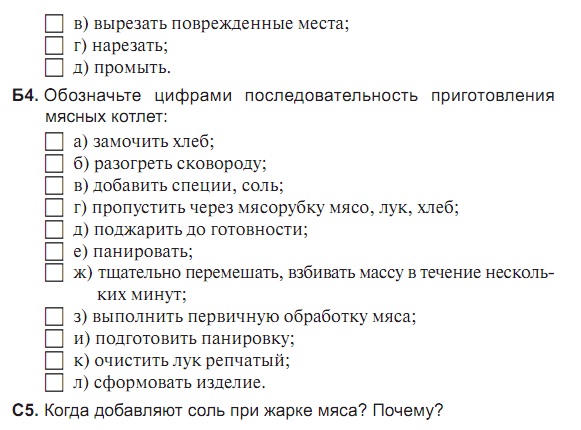 в) вырезать поврежденные места;
г) нарезать;
д) промыть.
Б4. Обозначьте цифрами последовательность приготовления
мясных котлет:
а) замочить хлеб;
б) разогреть сковороду;
в) добавить специи, соль;
г) пропустить через мясорубку мясо, лук, хлеб;
д) поджарить до готовности;
е) панировать;
ж) тщательно перемешать, взбивать массу в течение несколь-
ких минут;
з) выполнить первичную обработку мяса;
и) подготовить панировку;
к) очистить лук репчатый;
л) сформовать изделие.
С5. Когда добавляют соль при жарке мяса? Почему?